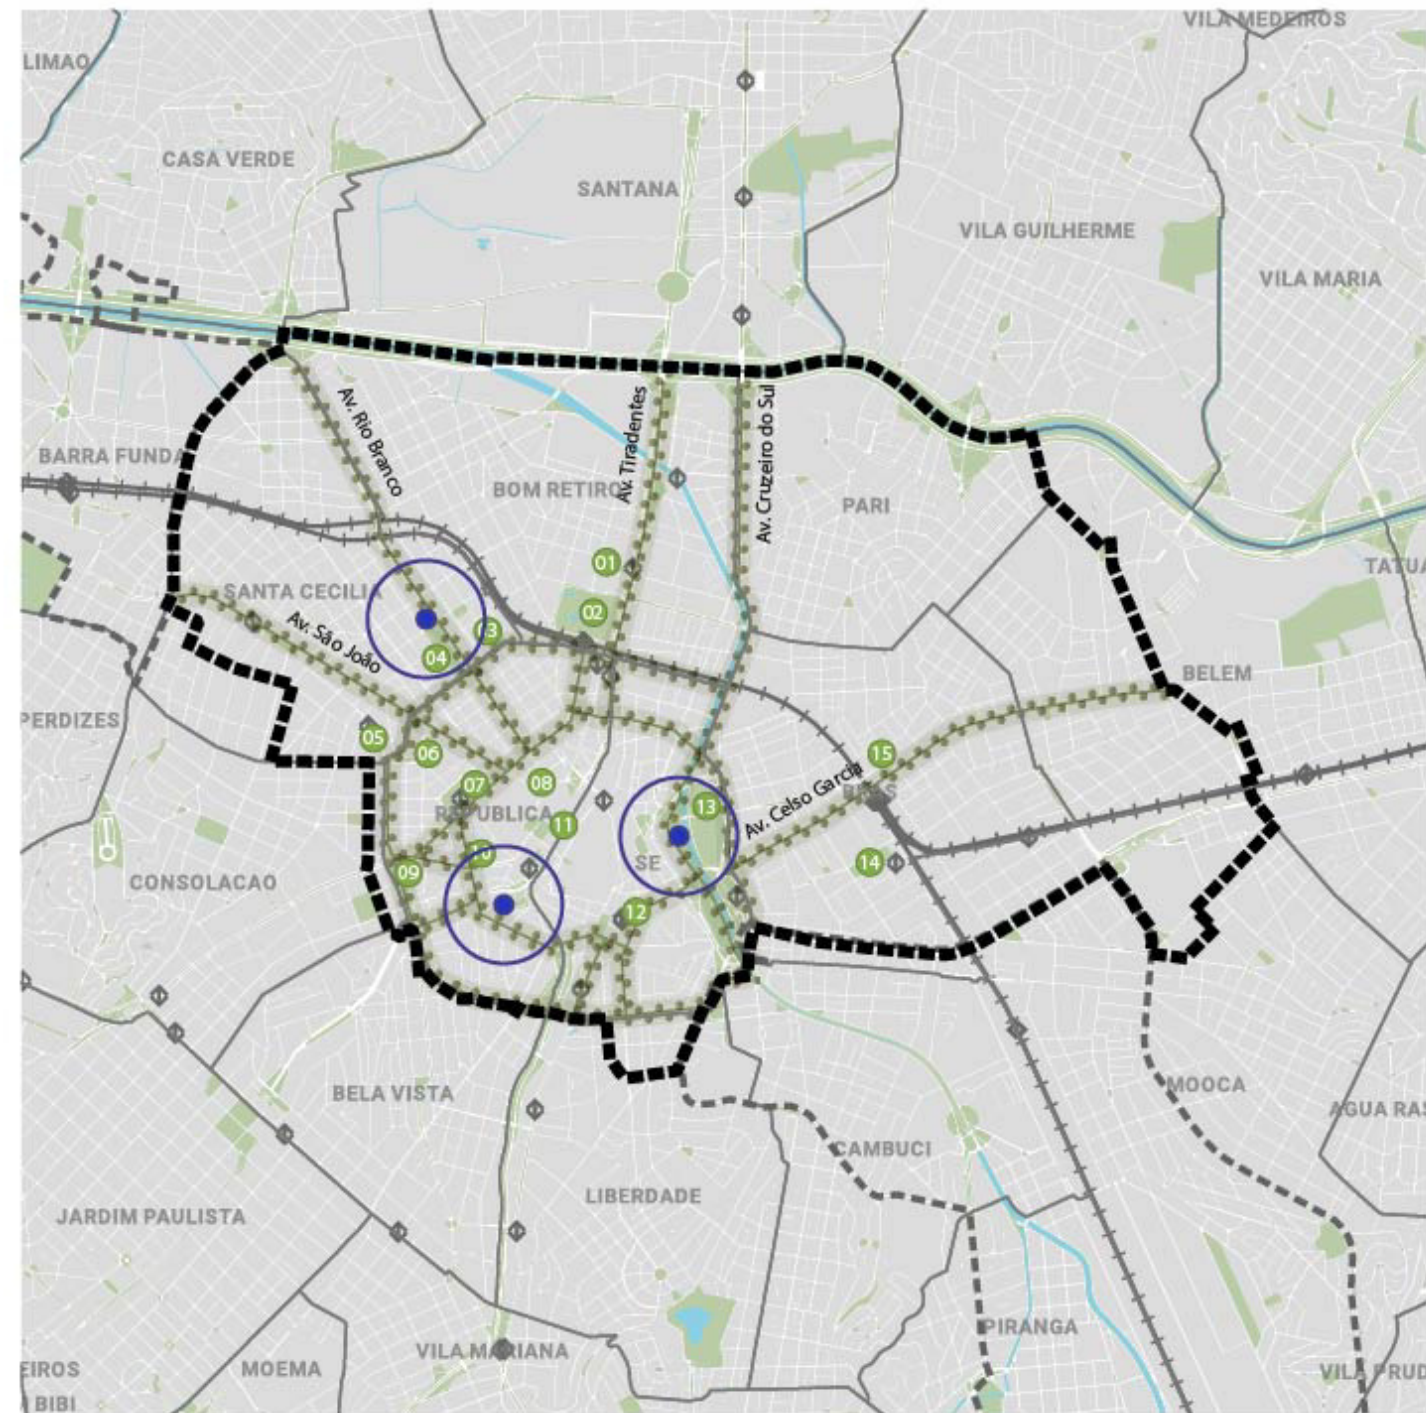 VILA MEDEIROS
LIMAO
CASA VERDE
SANTANA
VILA GUILHERME
VILA MARIA
Av. Rio Branco
Av. Tiradentes
Av. Cruzeiro do Sul
BARRA FUNDA
BOM RETIRO
PARI
TATUA
01
SANTA CECILIA
02
Av. São João
03
04
BELEM
PERDIZES
05
06
15
07
08
Av. Celso Garcia
13
REPUBLICA
11
SE
10
14
09
CONSOLACAO
12
BELA VISTA
MOOCA
AGUA RAS
CAMBUCI
LIBERDADE
JARDIM PAULISTA
PIRANGA
VILA MARIANA
EIROS
MOEMA
VILA PRUD
BIBI